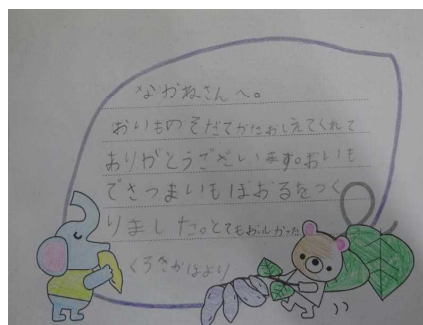 なかねさんへ。
おいものそだてかたおしえてくれて
ありがとうございます。おいも
でさつまいもぼおるをつく
りました。とてもおいしかった
くろさかはより